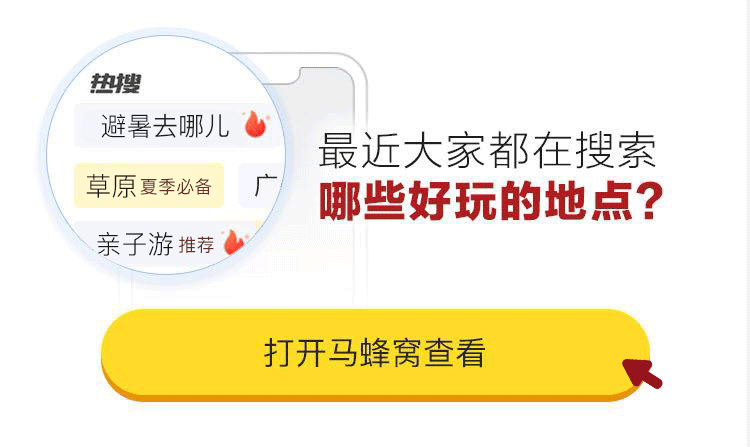 热搜
避暑去哪儿
草原 夏季必备
广
亲子游 推荐
最近大家都在搜索
哪些好玩的地点?
打开马蜂窝查看